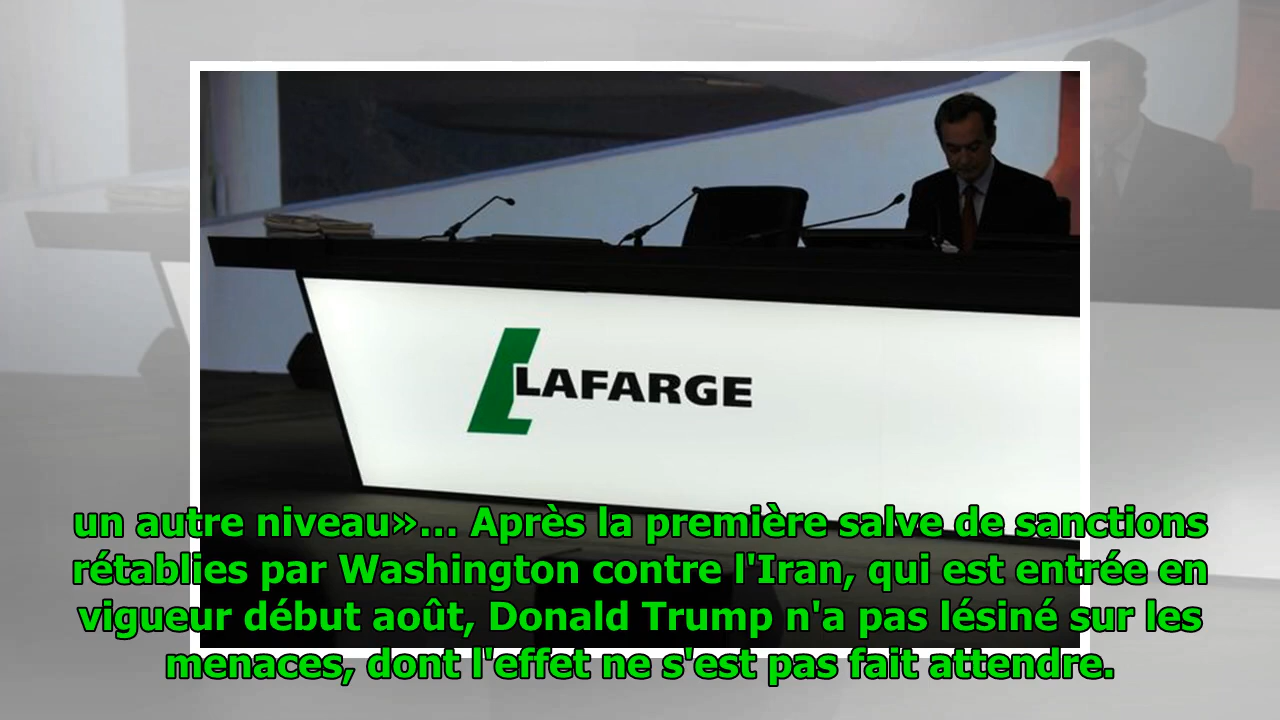 LAFARGE
un autre niveau»... Après la première salve de sanctions
rétablies par Washington contre l'Iran, qui est entrée en
vigueur début août, Donald Trump n'a pas lésiné sur les
menaces, dont l'effet ne s'est pas fait attendre.